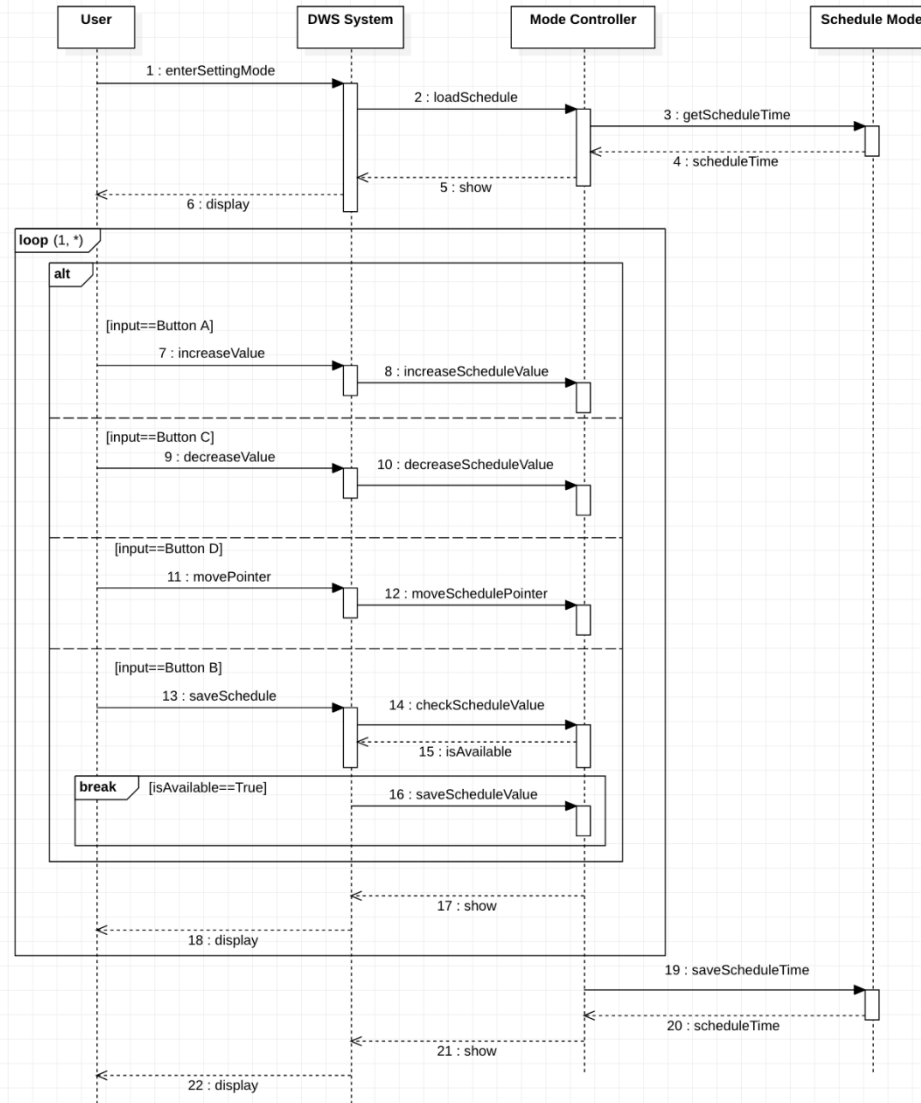 User
DWS System
Mode Controller
Schedule Mode
1 : enterSettingMode
2 : loadSchedule
3 : getScheduleTime
4 : scheduleTime
5 : show
6 : display
loop (1, *)
alt
[input==Button A]
7 : increaseValue
8 : increaseScheduleValue
[input==Button C]
9 : decreaseValue
10 : decreaseScheduleValue
[input==Button D]
11 : movePointer
12 : moveSchedulePointer
[input==Button B]
13 : saveSchedule
14 : checkScheduleValue
15 : isAvailable
break [isAvailable==True]
16 : saveScheduleValue
17 : show
18 : display
19 : saveScheduleTime
20 : scheduleTime
21 : show
22 : display